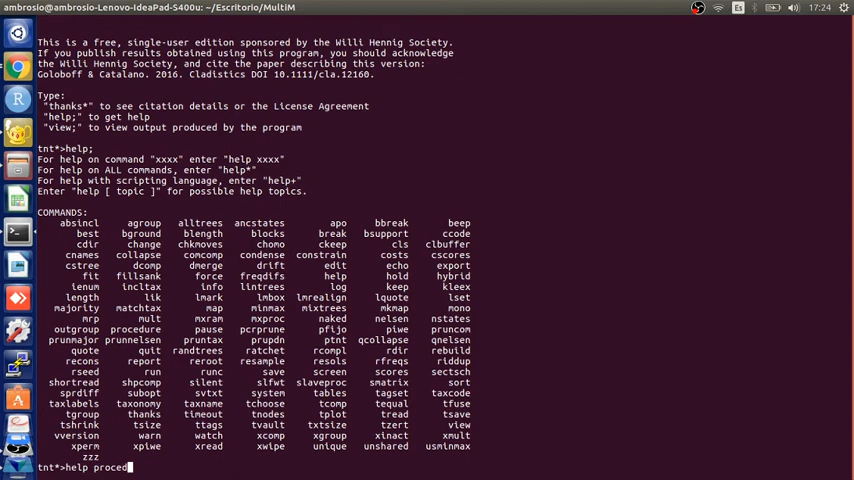 ambrosio@ambrosio-Lenovo-IdeaPad-S400u: ~/Escritorio/MultiM
Es 17:24
This is a free, single-user edition sponsored by the Willi Hennig Society.
If you publish results obtained using this program, you should acknowledge
the Willi Hennig Society, and cite the paper describing this version:
Goloboff & Catalano. 2016. Cladistics DOI 10.1111/cla.12160.
Type:
"thanks*" to see citation details or the License Agreement
"help;" to get help
"view;" to view output produced by the program
tnt*>help;
For help on command "xxxx" enter "help xxxx"
For help on ALL commands, enter "help*"
For help with scripting language, enter "help+"
Enter "help [ topic ]" for possible help topics.
COMMANDS:
absincl agroup alltrees ancstates apo bbreak beep
best bground blength blocks break bsupport ccode
cdir change chkmoves chomo ckeep cls clbuffer
cnames collapse comcomp condense constrain costs cscores
cstree dcomp dmerge drift edit echo export
fit fillsank force freqdifs help hold hybrid
ienum incltax info lintrees log keep kleex
length lik lmark lmbox lmrealign lquote lset
majority matchtax map minmax mixtrees mkmap mono
mrp mult mxram mxproc naked nelsen nstates
outgroup procedure pause pcrprune pfijo piwe pruncom
prunmajor prunnelsen pruntax prupdn ptnt qcollapse qnelsen
quote quit randtrees ratchet rcompl rdir rebuild
recons report reroot resample resols rfreqs riddup
rseed run runc save screen scores sectsch
shortread shpcomp silent slfwt slaveproc smatrix sort
sprdiff subopt svtxt system tables tagset taxcode
taxlabels taxonomy taxname tchoose tcomp tequal tfuse
tgroup thanks timeout tnodes tplot tread tsave
tshrink tsize ttags tvault txtsize tzert view
vversion warn watch xcomp xgroup xinact xmult
xperm xpiwe xread xwipe unique unshared usminmax
zzz
tnt*>help proced